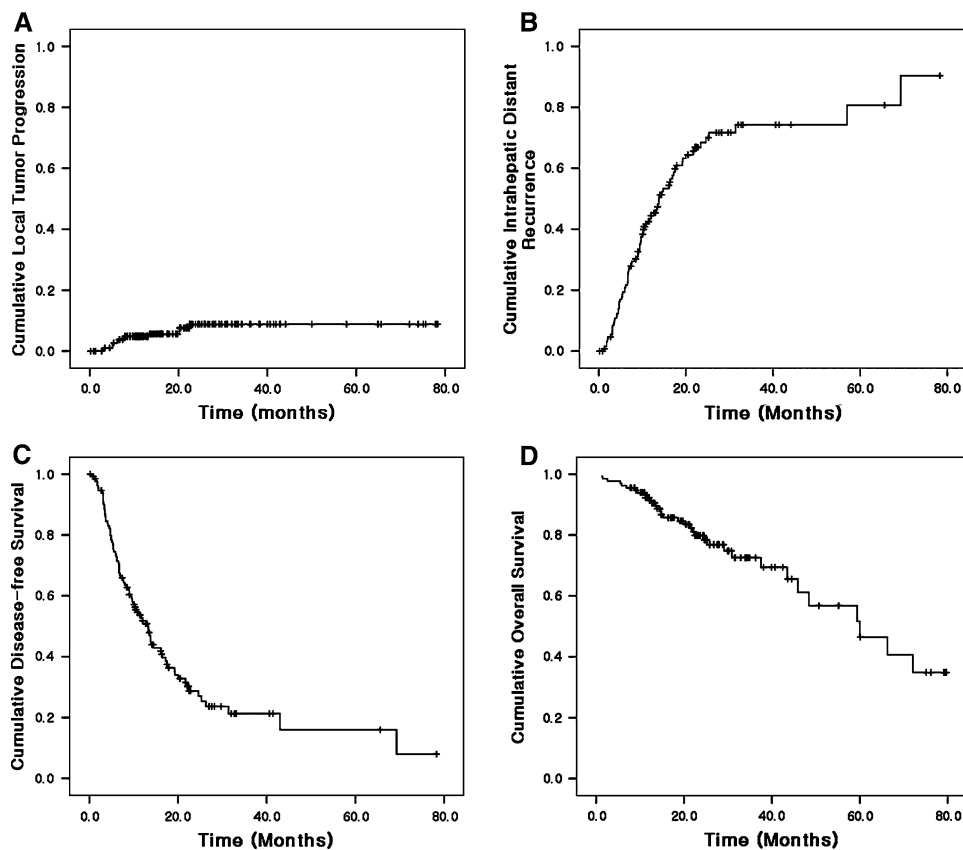 A
Cumulative Local Tumor Progression
1.0
0.8
0.6
0.4
0.2
0.0
0.0 20.0 40.0 60.0 80.0
Time (months)
B
Cumulative Intrahepatic Distant
Recurrence
1.0
0.8
0.6
0.4
0.2
0.0
0.0 20.0 40.0 60.0 80.0
Time (Months)
C
Cumulative Disease-free Survival
1.0
0.8
0.6
0.4
0.2
0.0
0.0 20.0 40.0 60.0 80.0
Time (Months)
D
Cumulative Overall Survival
1.0
0.8
0.6
0.4
0.2
0.0
0.0 20.0 40.0 60.0 80.0
Time (Months)